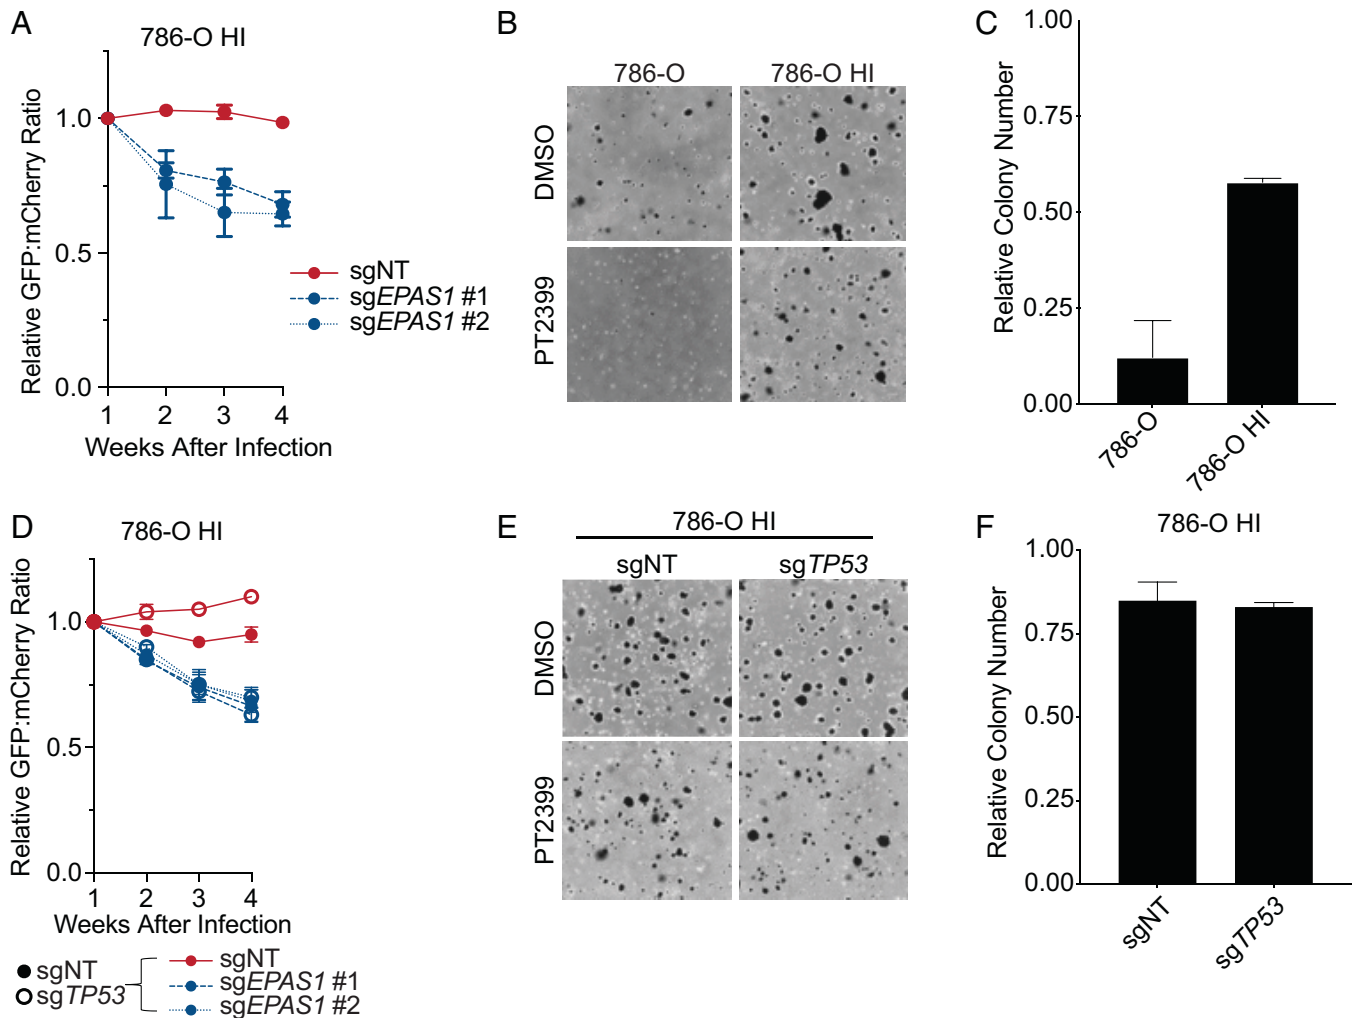 A
786-O HI
Relative GFP:mCherry Ratio
1.0
0.5
0.0
1 2 3 4
Weeks After Infection
sgNT
sgEPAS1 #1
sgEPAS1 #2
B
786-O 786-O HI
DMSO
PT2399
C
Relative Colony Number
1.00
0.75
0.50
0.25
0.00
786-O
786-O HI
D
786-O HI
Relative GFP:mCherry Ratio
1.0
0.5
0.0
1 2 3 4
Weeks After Infection
sgNT
sgTP53
sgNT
sgEPAS1 #1
sgEPAS1 #2
E
786-O HI
sgNT sgTP53
DMSO
PT2399
F
786-O HI
Relative Colony Number
1.00
0.75
0.50
0.25
0.00
sgNT
sgTP53